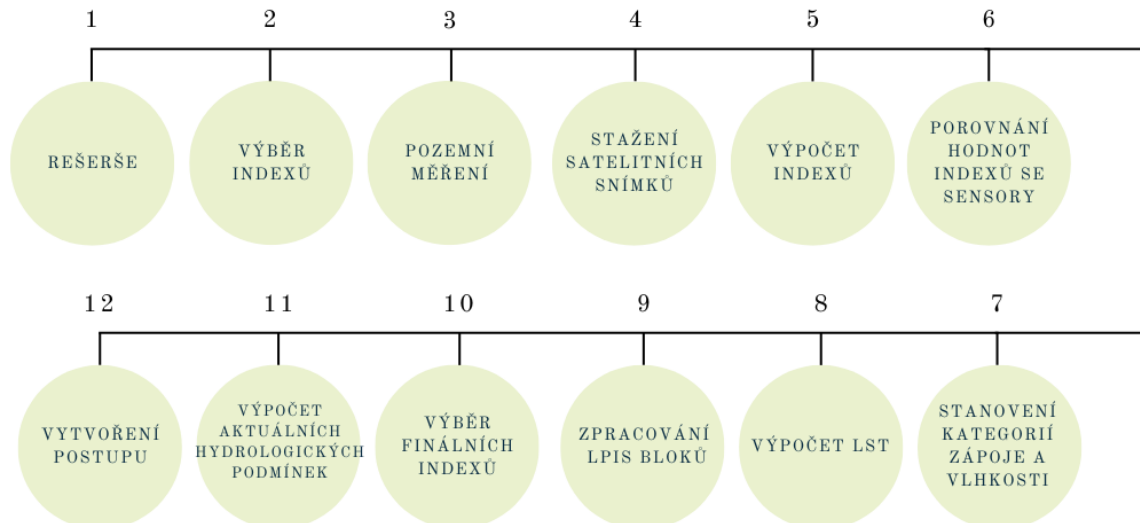 1 2 3 4 5 6
REŠERŠE
VÝBĚR
INDEXŮ
POZEMNÍ
MĚŘENÍ
STAŽENÍ
SATELITNÍCH
SNÍMKŮ
VÝPOČET
INDEXŮ
POROVNÁNÍ
HODNOT
INDEXŮ SE
SENSORY
12 11 10 9 8 7
VYTVOŘENÍ
POSTUPU
VÝPOČET
AKTUÁLNÍCH
HYDROLOGICKÝCH
PODMÍNEK
VÝBĚR
FINÁLNÍCH
INDEXŮ
ZPRACOVÁNÍ
LPIS BLOKŮ
VÝPOČET LST
STANOVENÍ
KATEGORIÍ
ZÁPOJE A
VLHKOSTI